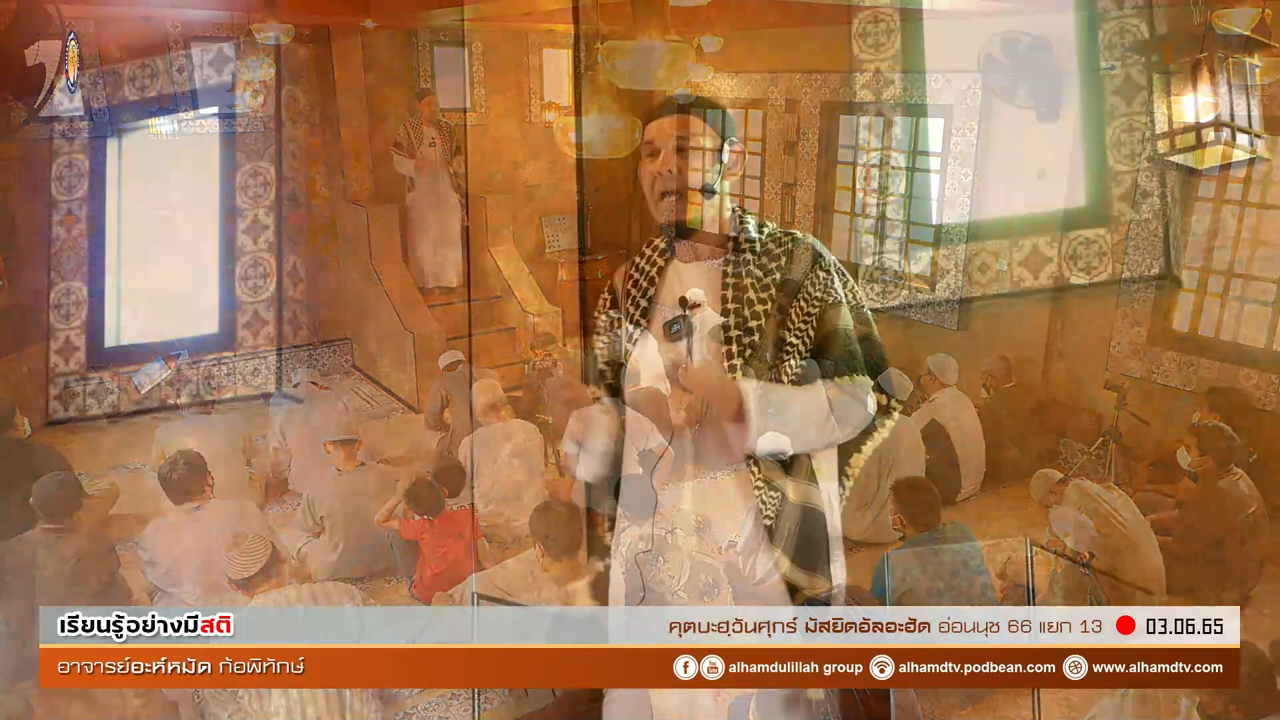 เรียนรู้อย่างมีสติ
คุตบะฮฺวันศุกร์ มัสยิดอัลอะฮัด อ่อนนุช 66 แยก 13 03.06.65
อาจารย์อะห์หมัด ก้อพิทักษ์
alhamdulillah group alhamdtv.podbean.com www.alhamdtv.com